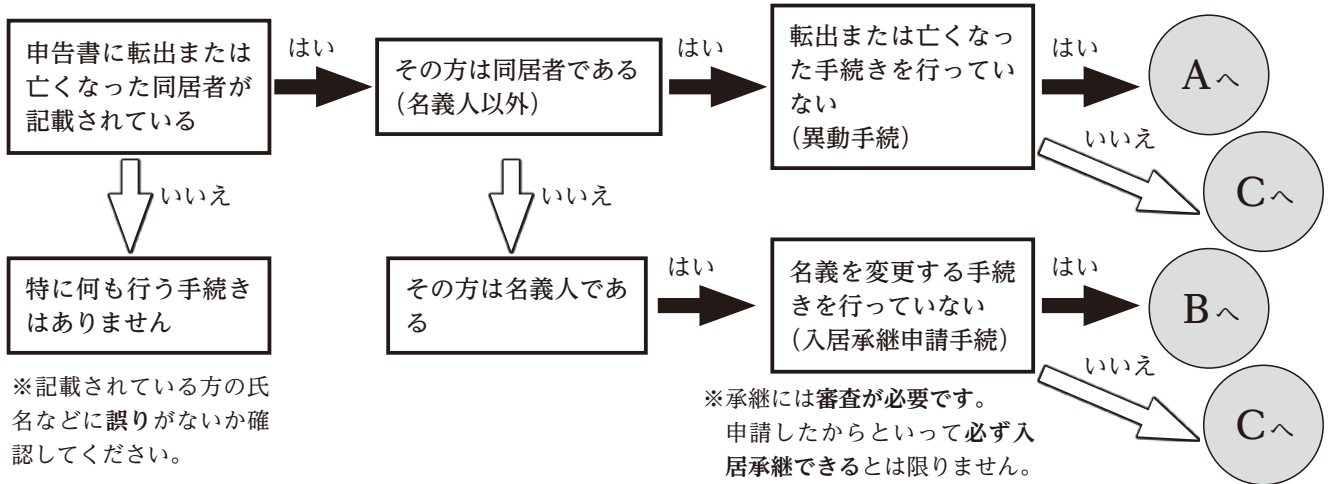 申告書に転出または
亡くなった同居者が
記載されている
はい
その方は同居者である
（名義人以外）
はい
転出または亡くなっ
た手続きを行ってい
ない
（異動手続）
はい
Aへ
いいえ
Cへ
いいえ
いいえ
特に何も行う手続き
はありません
※記載されている方の氏
名などに誤りがないか確
認してください。
その方は名義人であ
る
はい
名義を変更する手続
きを行っていない
（入居承継申請手続）
はい
Bへ
いいえ
Cへ
※承継には審査が必要です。
申請したからといって必ず入
居承継できるとは限りません。